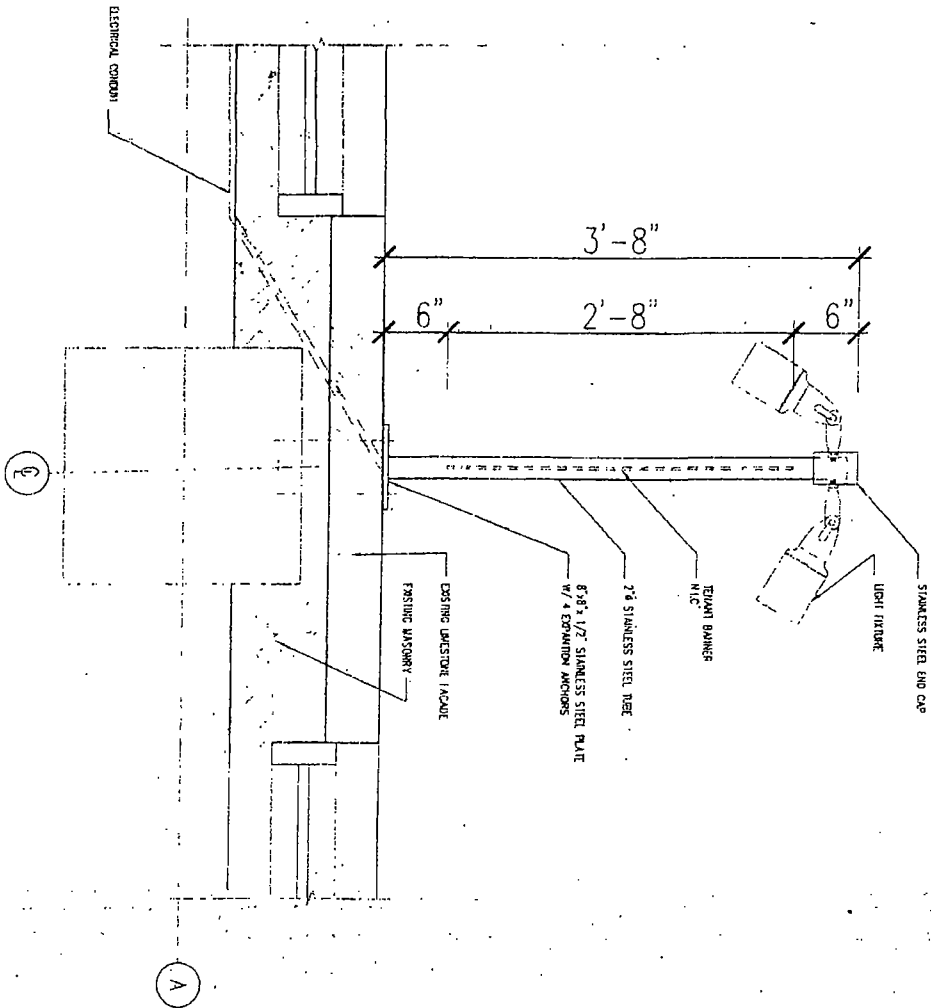 ELECTRICAL CONDUIT
3'-8"
6"
2'-8"
6"
STAINLESS STEEL END CAP
LIGHT FIXTURE
TENANT BANNER
N.I.C
2"ø STAINLESS STEEL TUBE
8"x8"x 1/2" STAINLESS STEEL PLATE
W/ 4 EXPANTION ANCHORS
EXISTING LIMESTONE FACADE
EXISTING MASONRY
A